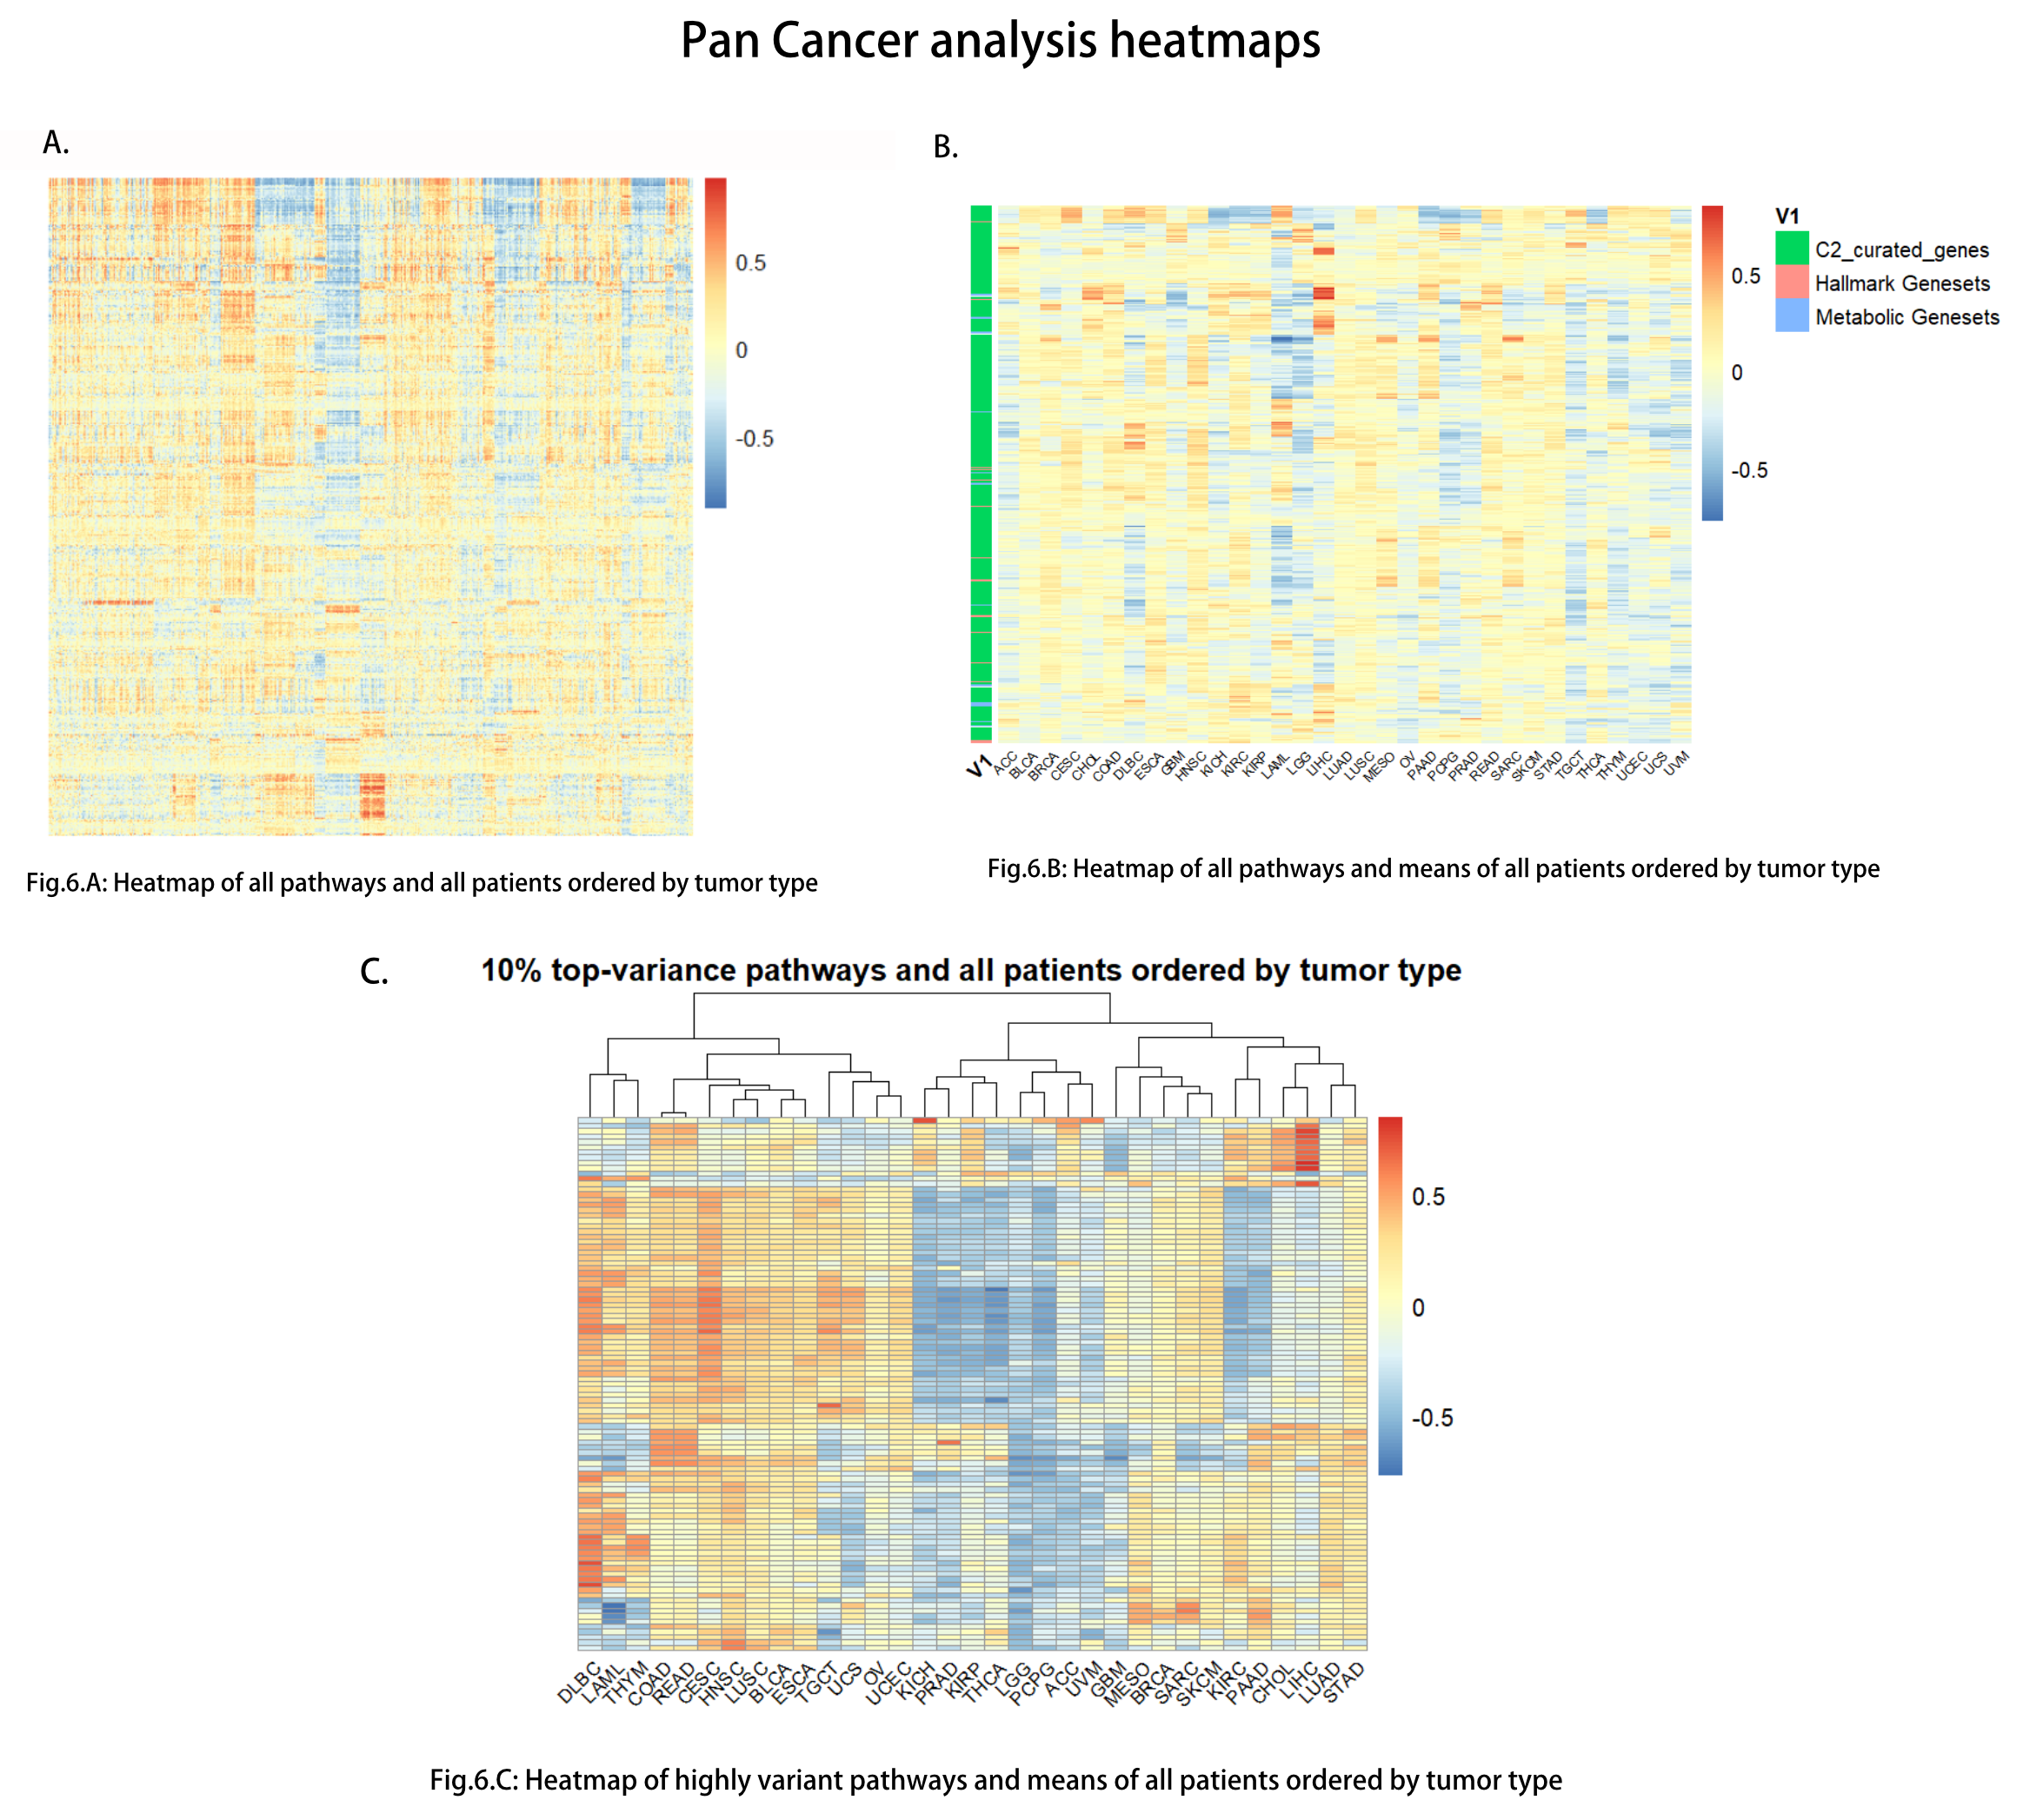 Pan Cancer analysis heatmaps
A.
0.5
0
-0.5
Fig.6.A: Heatmap of all pathways and all patients ordered by tumor type
B.
0.5
0
-0.5
V1
C2_curated_genes
Hallmark Genesets
Metabolic Genesets
V1 ACC BLCA BRCA CESC CHOL COAD DLBC ESCA GBM HNSC KICH KIRC KIRP LAML LGG LIHC LUAD LUSC MESO OV PAAD PCPG PRAD READ SARC SKCM STAD TGCT THCA THYM UCEC UCS UVM
Fig.6.B: Heatmap of all pathways and means of all patients ordered by tumor type
C.
10% top-variance pathways and all patients ordered by tumor type
0.5
0
-0.5
DLBC LAML THYM COAD READ CESC HNSC LUSC BLCA ESCA TGCT UCS OV UCEC KICH PRAD KIRP THCA LGG PCPG ACC UVM GBM MESO BRCA SARC SKCM KIRC PAAD CHOL LIHC LUAD STAD
Fig.6.C: Heatmap of highly variant pathways and means of all patients ordered by tumor type